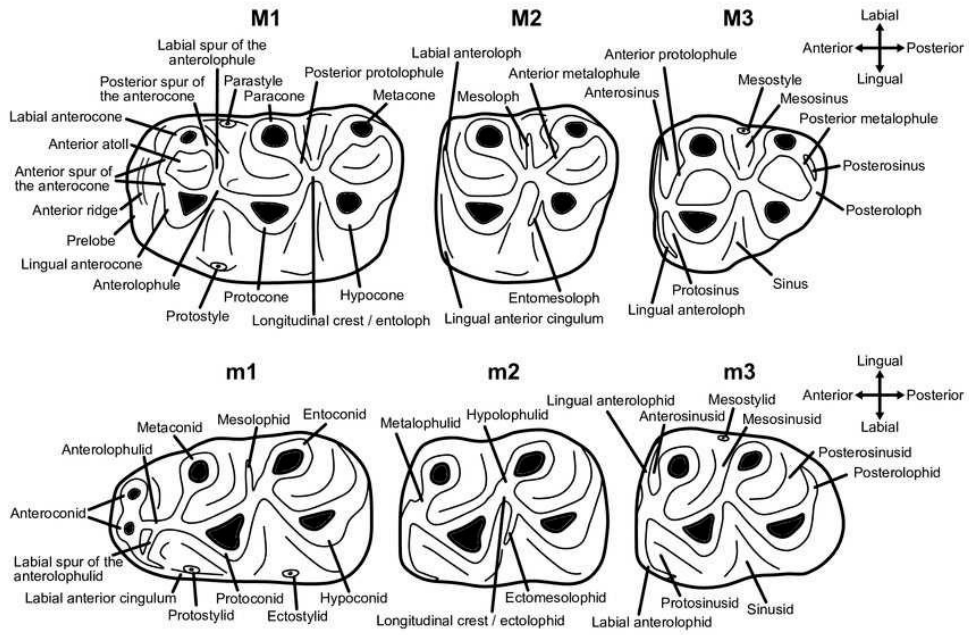 M1
M2
M3
Labial
Anterior
Posterior
Lingual
Labial spur of the
anterolophule
Posterior spur of
the anterocone
Parastyle
Paracone
Posterior protolophule
Metacone
Labial anterocone
Anterior atoll
Anterior spur of
the anterocone
Anterior ridge
Prelobe
Lingual anterocone
Anterolophule
Protostyle
Protocone
Longitudinal crest / entoloph
Hypocone
Labial anteroloph
Mesoloph
Anterior metalophule
Entomesoloph
Lingual anterior cingulum
Anterior protolophule
Anterosinus
Mesostyle
Mesosinus
Posterior metalophule
Posterosinus
Posteroloph
Sinus
Protosinus
Lingual anteroloph
m1
m2
m3
Lingual
Anterior
Posterior
Labial
Anterolophulid
Metaconid
Mesolophid
Entoconid
Anteroconid
Labial spur of the
anterolophulid
Labial anterior cingulum
Protostylid
Protoconid
Ectostylid
Hypoconid
Metalophulid
Hypolophulid
Ectomesolophid
Longitudinal crest / ectolophid
Lingual anterolophid
Anterosinusid
Mesostylid
Mesosinusid
Posterosinusid
Posterolophid
Sinusid
Protosinusid
Labial anterolophid